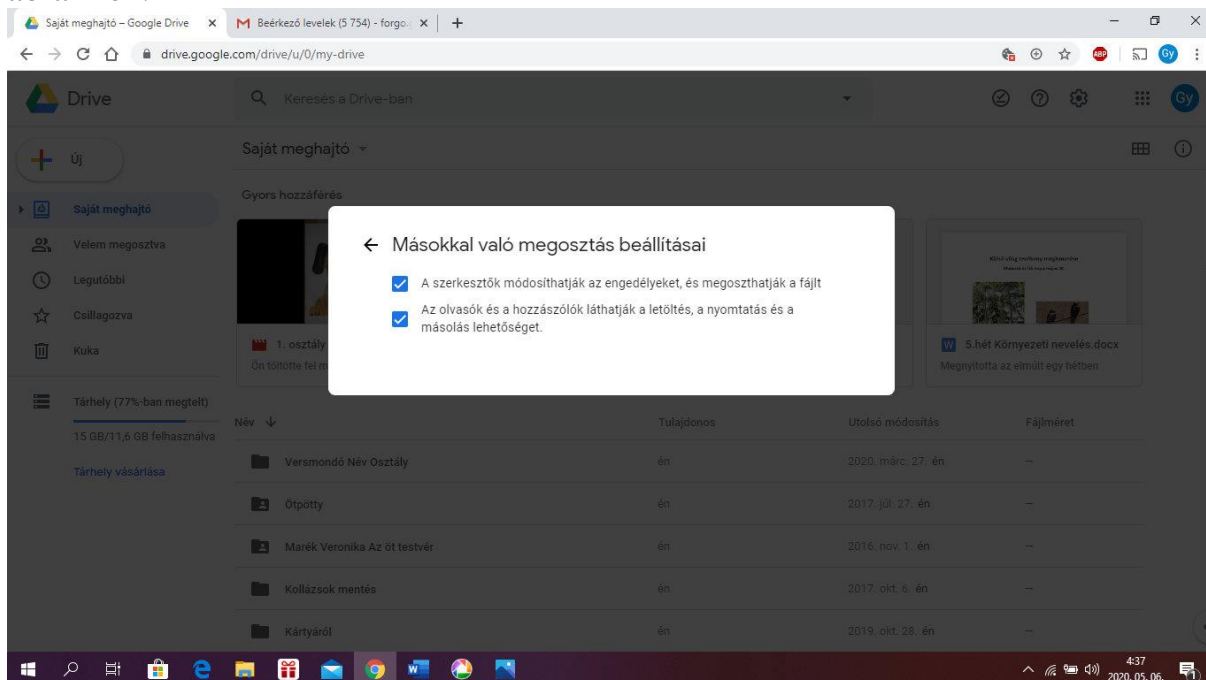 Saját meghajtó – Google Drive
Beérkező levelek (5 754) - forgo.g
drive.google.com/drive/u/0/my-drive
ABP
Gy
Drive
Keresés a Drive-ban
Gy
Új
Saját meghajtó
Gyors hozzáférés
Saját meghajtó
Velem megosztva
Legutóbbi
Csillagozva
Kuka
Tárhely (77%-ban megtelt)
15 GB/11,6 GB felhasználva
Tárhely vásárlása
Másokkal való megosztás beállításai
A szerkesztők módosíthatják az engedélyeket, és megoszthatják a fájlt
Az olvasók és a hozzászólók láthatják a letöltés, a nyomtatás és a
másolás lehetőséget.
1. osztály
Ön töltötte fel
W 5.hét Környezeti nevelés.docx
Megnyitotta az elmúlt egy hétben
Név Tulajdonos Utolsó módosítás Fájlméret
Versmondó Név Osztály én 2020. márc. 27. én –
Ötpötty én 2017. júl. 27. én –
Marék Veronika Az öt testvér én 2016. nov. 1. én –
Kollázsok mentés én 2017. okt. 6. én –
Kártyáról én 2019. okt. 28. én –
4:37
2020. 05. 06.